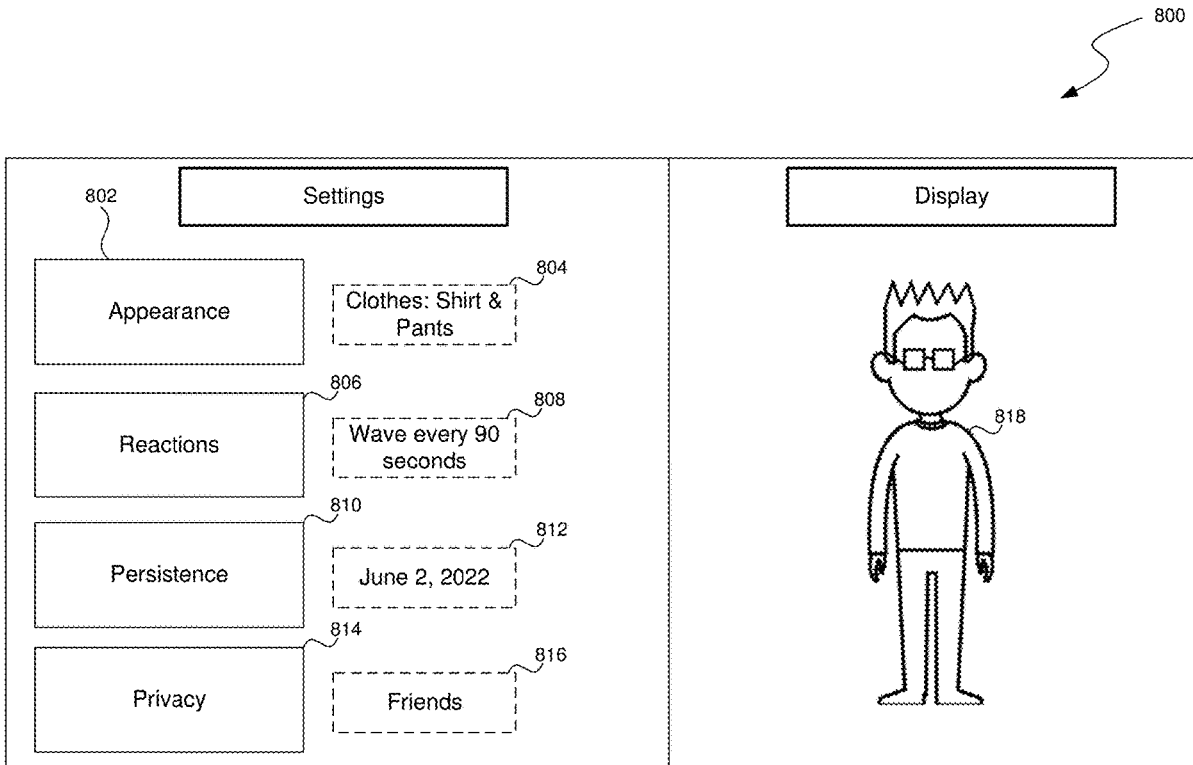 800
Settings
Display
802
Appearance
804
Clothes: Shirt &
Pants
806
Reactions
808
Wave every 90
seconds
818
810
Persistence
812
June 2, 2022
814
Privacy
816
Friends